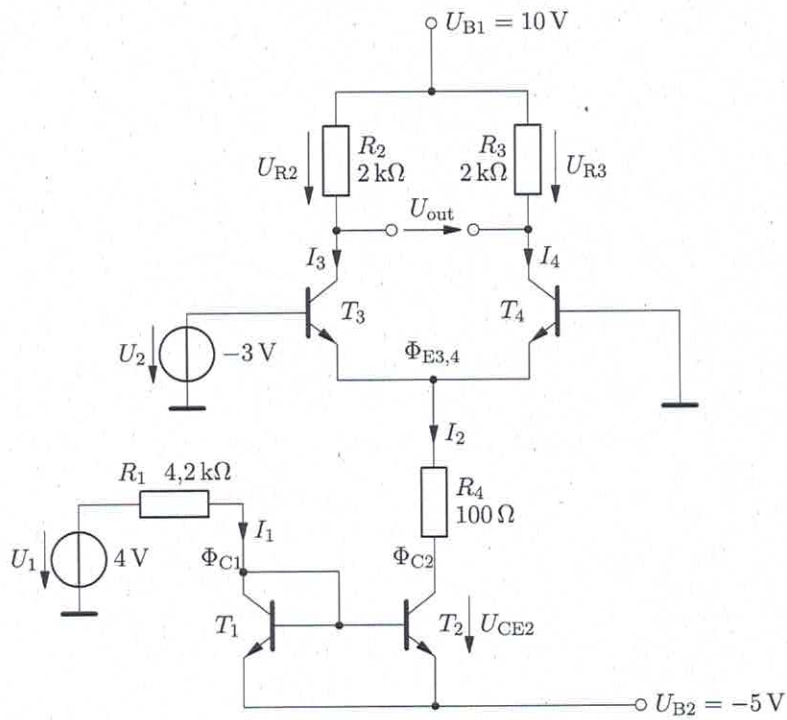 U_B1 = 10 V
R_2
2 kΩ
R_3
2 kΩ
U_R2
U_R3
U_out
I_3
I_4
T_3
T_4
U_2
−3 V
Φ_E3,4
I_2
R_1 4,2 kΩ
R_4
100 Ω
I_1
U_1
4 V
Φ_C1
Φ_C2
T_1
T_2
U_CE2
U_B2 = −5 V